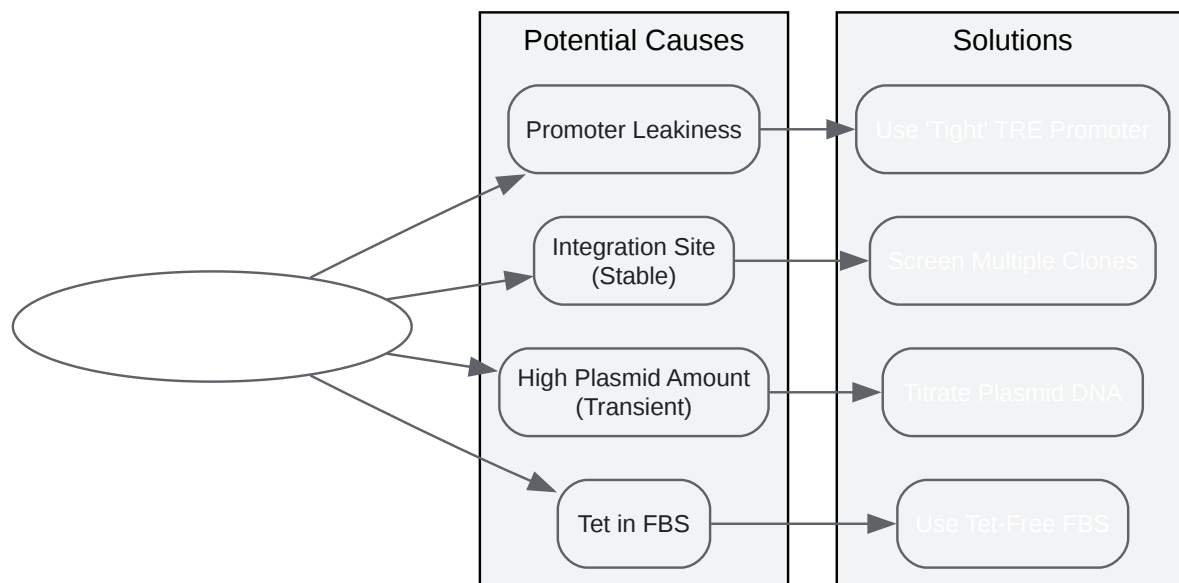 Potential Causes
Solutions
Promoter Leakiness
Use 'Tight' TRE Promoter
Integration Site
(Stable)
Screen Multiple Clones
High Plasmid Amount
(Transient)
Titrate Plasmid DNA
Tet in FBS
Use Tet-Free FBS